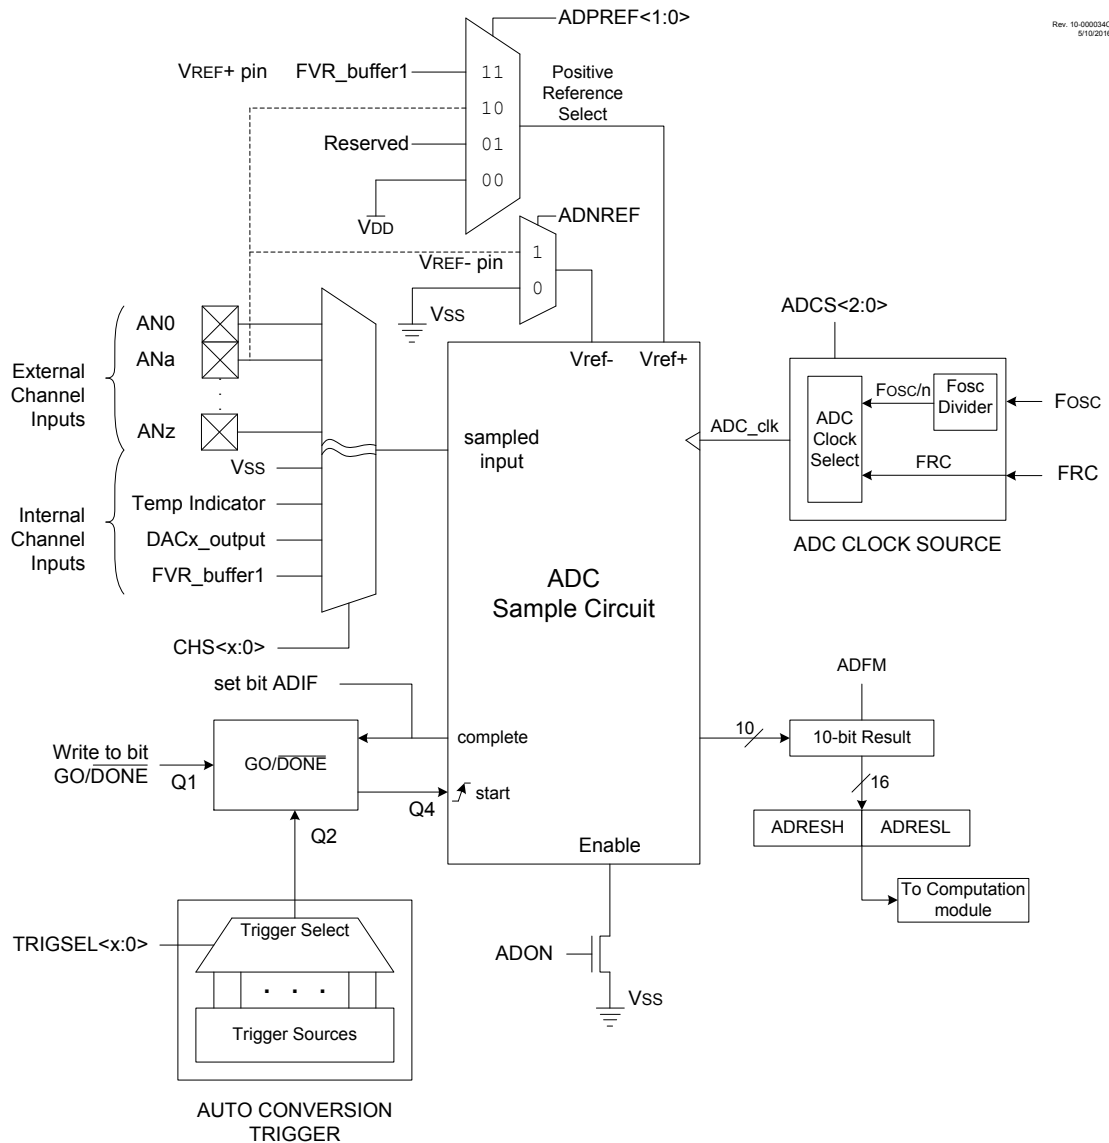 ADPREF<1:0>
Rev. 10-000034C
5/10/2016
VREF+ pin
FVR_buffer1
11
Positive
Reference
Select
10
Reserved
01
00
VDD
ADNREF
VREF- pin
1
0
VSS
ADCS<2:0>
AN0
ANa
External
Channel
Inputs
ANz
VSS
Internal
Channel
Inputs
Temp Indicator
DACx_output
FVR_buffer1
CHS<x:0>
Vref-
Vref+
sampled
input
ADC_clk
ADC
Clock
Select
FOSC/n
Fosc
Divider
FOSC
FRC
FRC
ADC CLOCK SOURCE
ADC
Sample Circuit
set bit ADIF
ADFM
Write to bit
GO/DONE
Q1
GO/DONE
complete
Q4
start
10
10-bit Result
16
ADRESH
ADRESL
Q2
Enable
To Computation
module
TRIGSEL<x:0>
Trigger Select
. . .
Trigger Sources
ADON
VSS
AUTO CONVERSION
TRIGGER